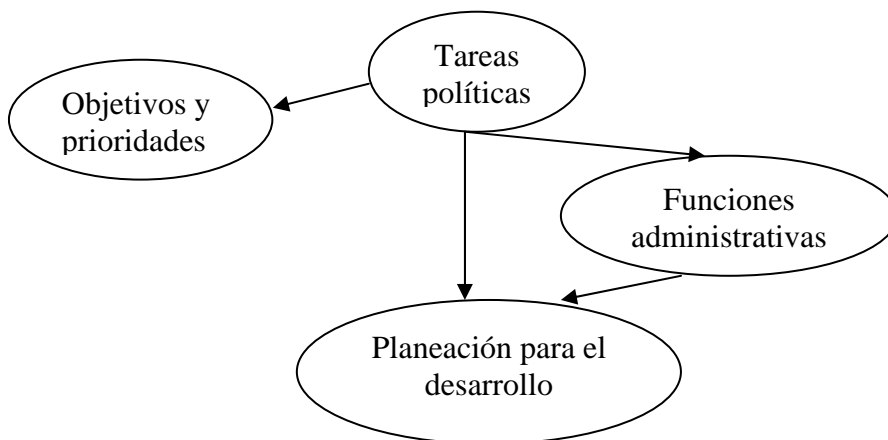 Tareas
políticas
Objetivos y
prioridades
Funciones
administrativas
Planeación para el
desarrollo